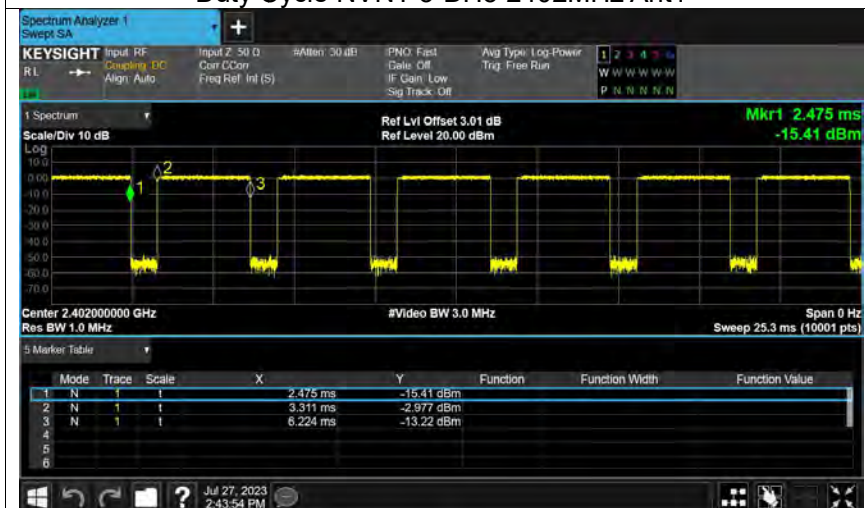 Duty Cycle NVNT 3-DH5 2402MHz Ant1
Spectrum Analyzer 1
Swept SA
+
KEYSIGHT Input: RF Input Z: 50 Ω #Atten: 30 dB PNO: Fast Avg Type: Log-Power 1 2 3 4 5 6
RL Coupling: DC Corr CCorr Gate: Off Trig: Free Run W W W W W W
Align: Auto Freq Ref: Int (S) IF Gain: Low
Sig Track: Off P N N N N N
1 Spectrum Ref Lvl Offset 3.01 dB Mkr1 2.475 ms
Scale/Div 10 dB Ref Level 20.00 dBm -15.41 dBm
Log
10.0
0.00
-10.0
-20.0
-30.0
-40.0
-50.0
-60.0
-70.0
1
2
3
Center 2.402000000 GHz #Video BW 3.0 MHz Span 0 Hz
Res BW 1.0 MHz Sweep 25.3 ms (10001 pts)
5 Marker Table
Mode Trace Scale X Y Function Function Width Function Value
1 N 1 t 2.475 ms -15.41 dBm
2 N 1 t 3.311 ms -2.977 dBm
3 N 1 t 6.224 ms -13.22 dBm
4
5
6
? Jul 27, 2023
2:43:54 PM